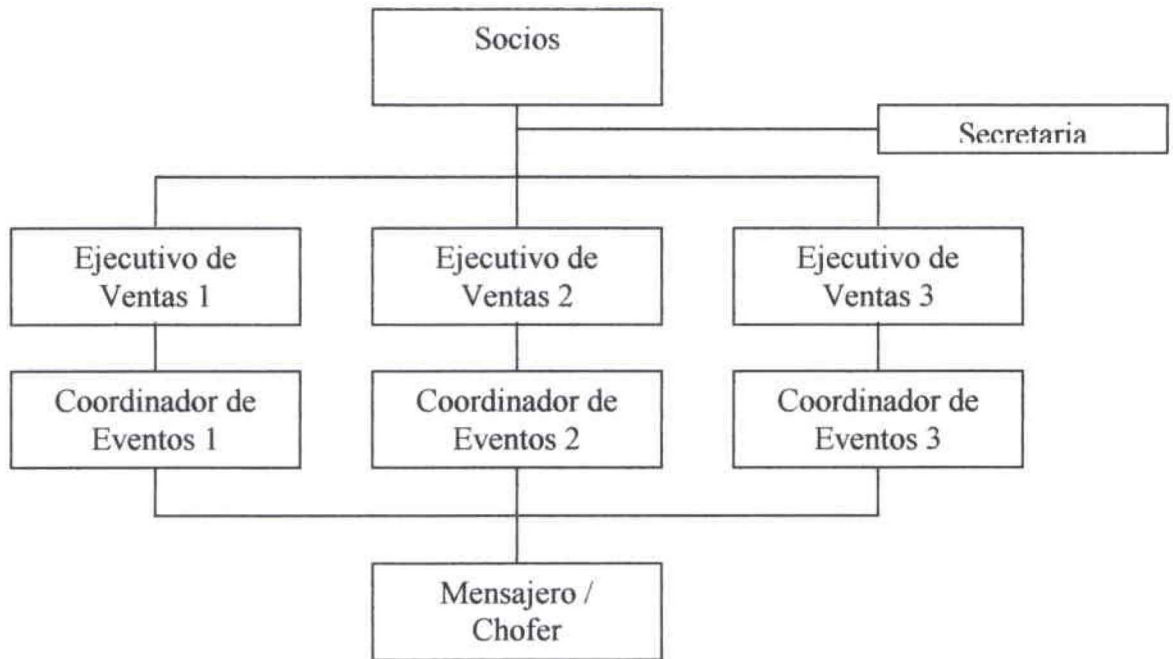 Socios
Secretaria
Ejecutivo de
Ventas 1
Ejecutivo de
Ventas 2
Ejecutivo de
Ventas 3
Coordinador de
Eventos 1
Coordinador de
Eventos 2
Coordinador de
Eventos 3
Mensajero /
Chofer